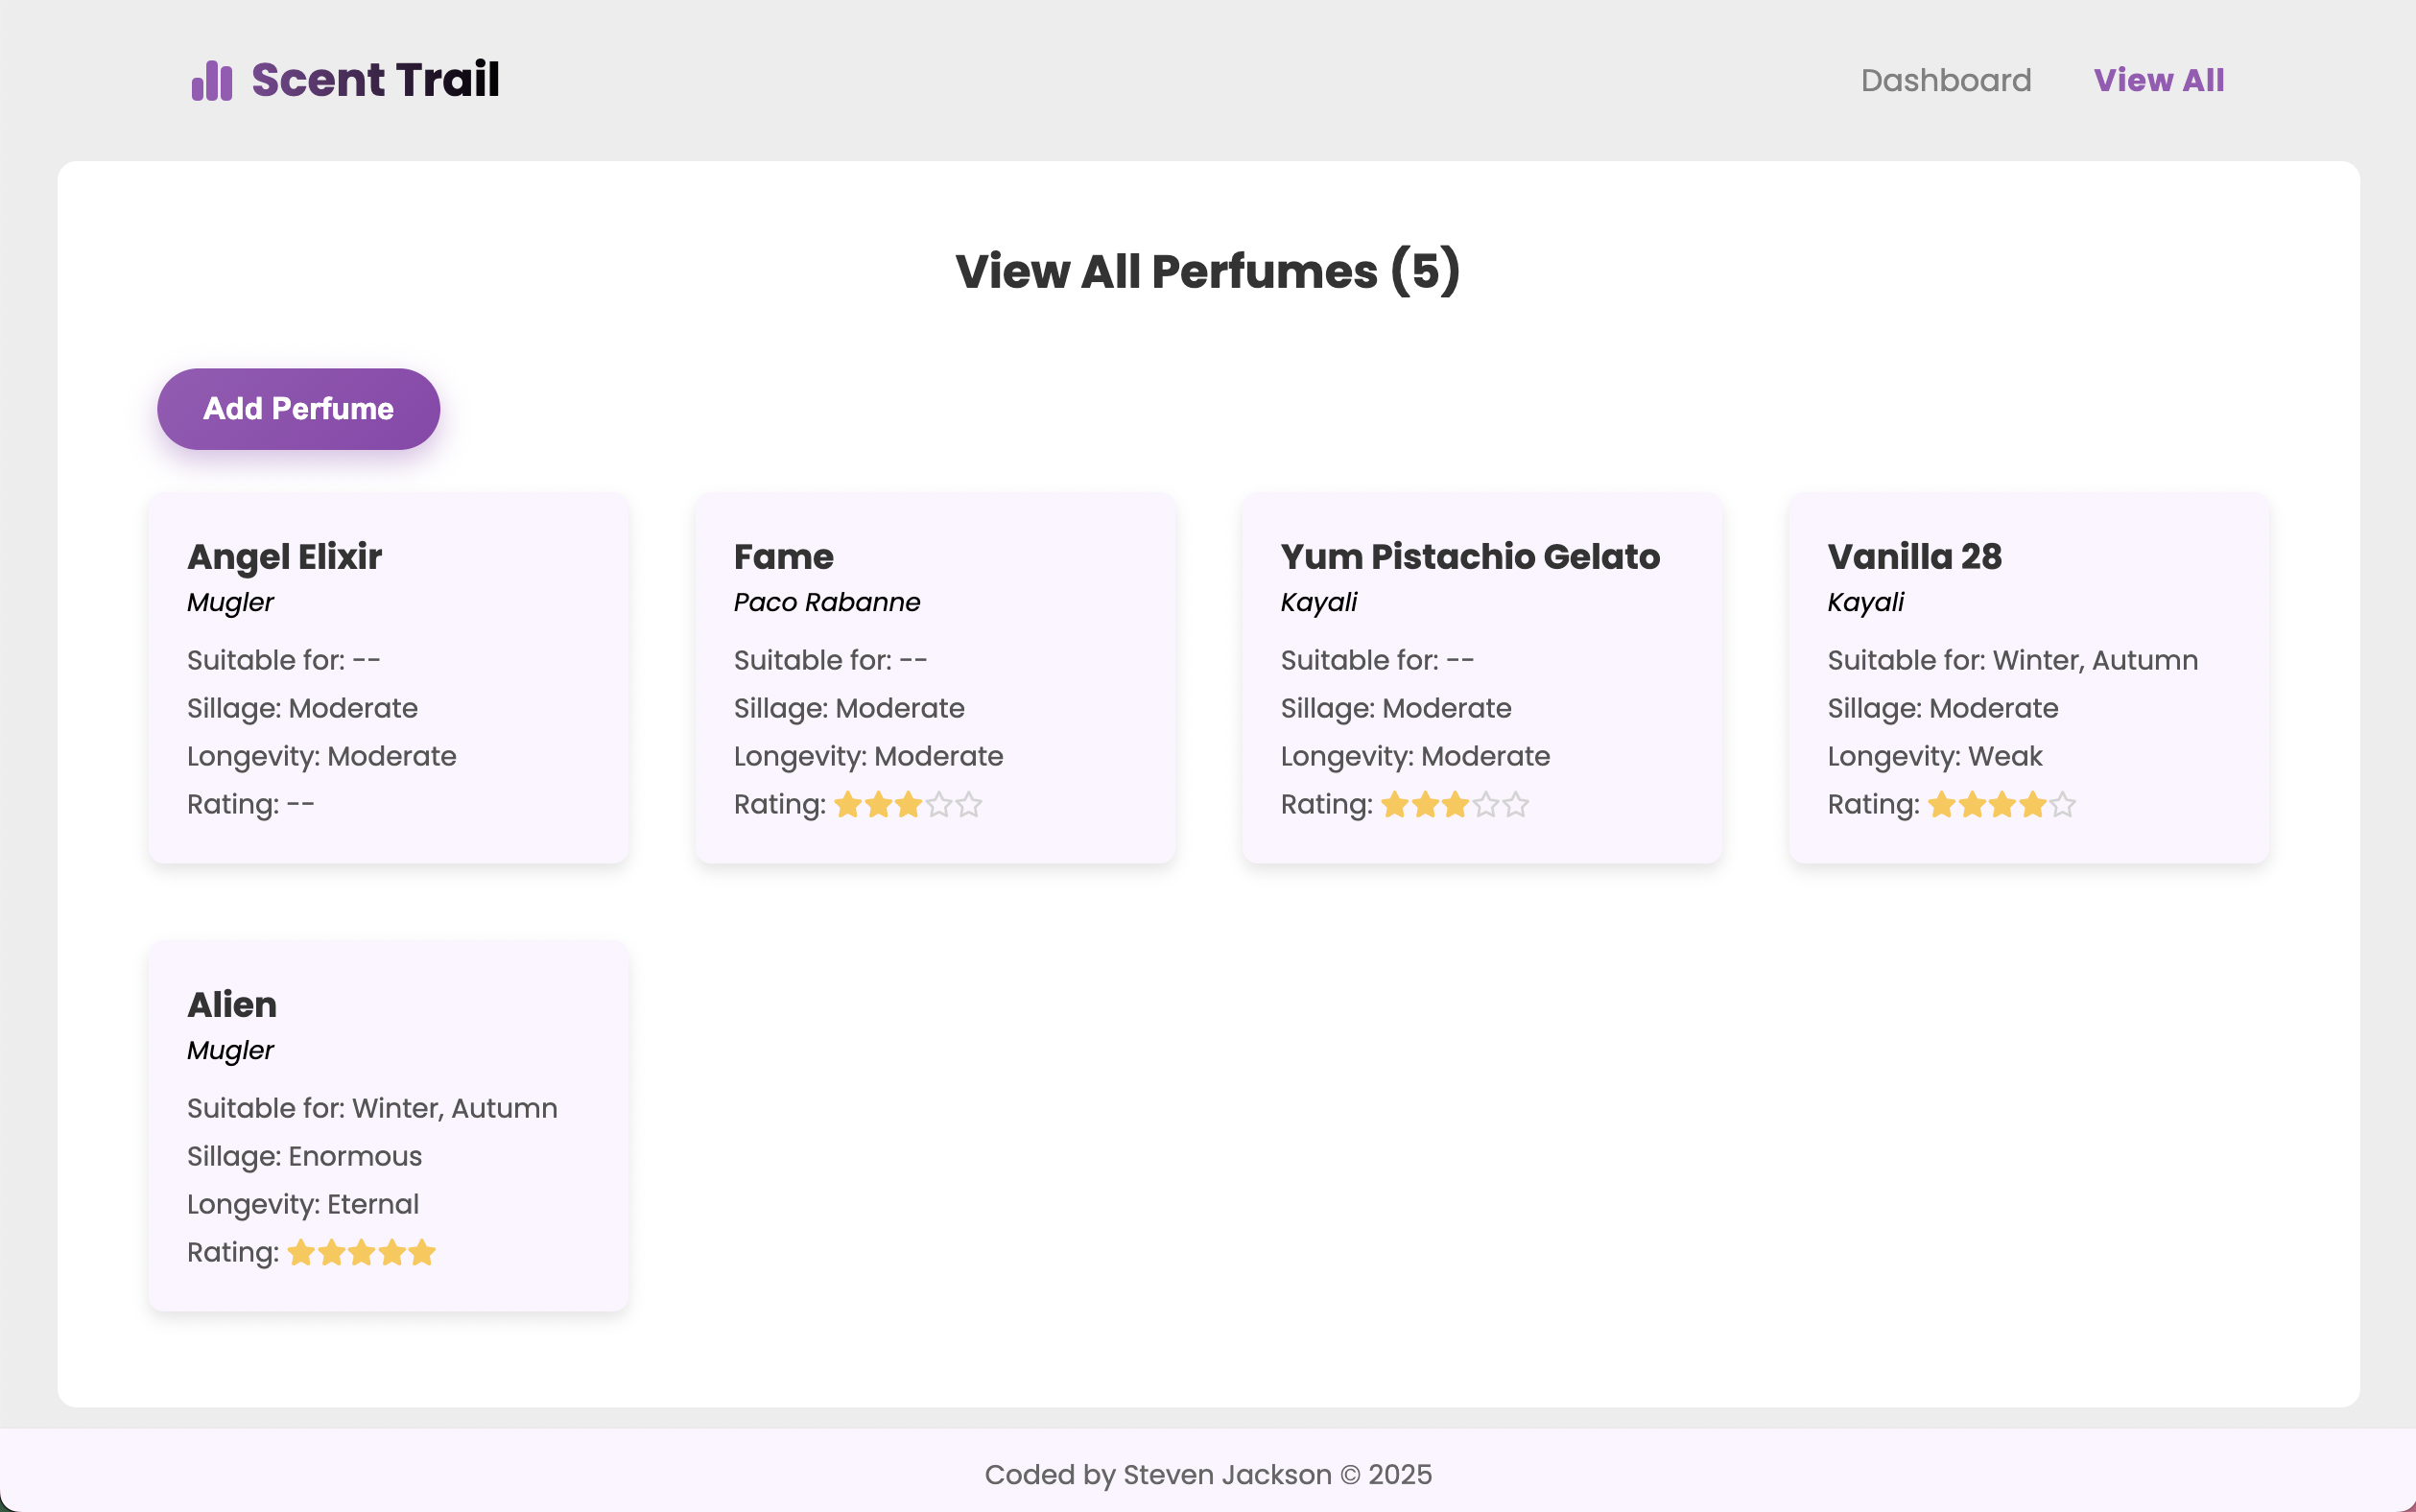 Scent Trail
Dashboard
View All
View All Perfumes (5)
Add Perfume
Angel Elixir
Mugler
Suitable for: --
Sillage: Moderate
Longevity: Moderate
Rating: --
Fame
Paco Rabanne
Suitable for: --
Sillage: Moderate
Longevity: Moderate
Rating:
Yum Pistachio Gelato
Kayali
Suitable for: --
Sillage: Moderate
Longevity: Moderate
Rating:
Vanilla 28
Kayali
Suitable for: Winter, Autumn
Sillage: Moderate
Longevity: Weak
Rating:
Alien
Mugler
Suitable for: Winter, Autumn
Sillage: Enormous
Longevity: Eternal
Rating:
Coded by Steven Jackson © 2025